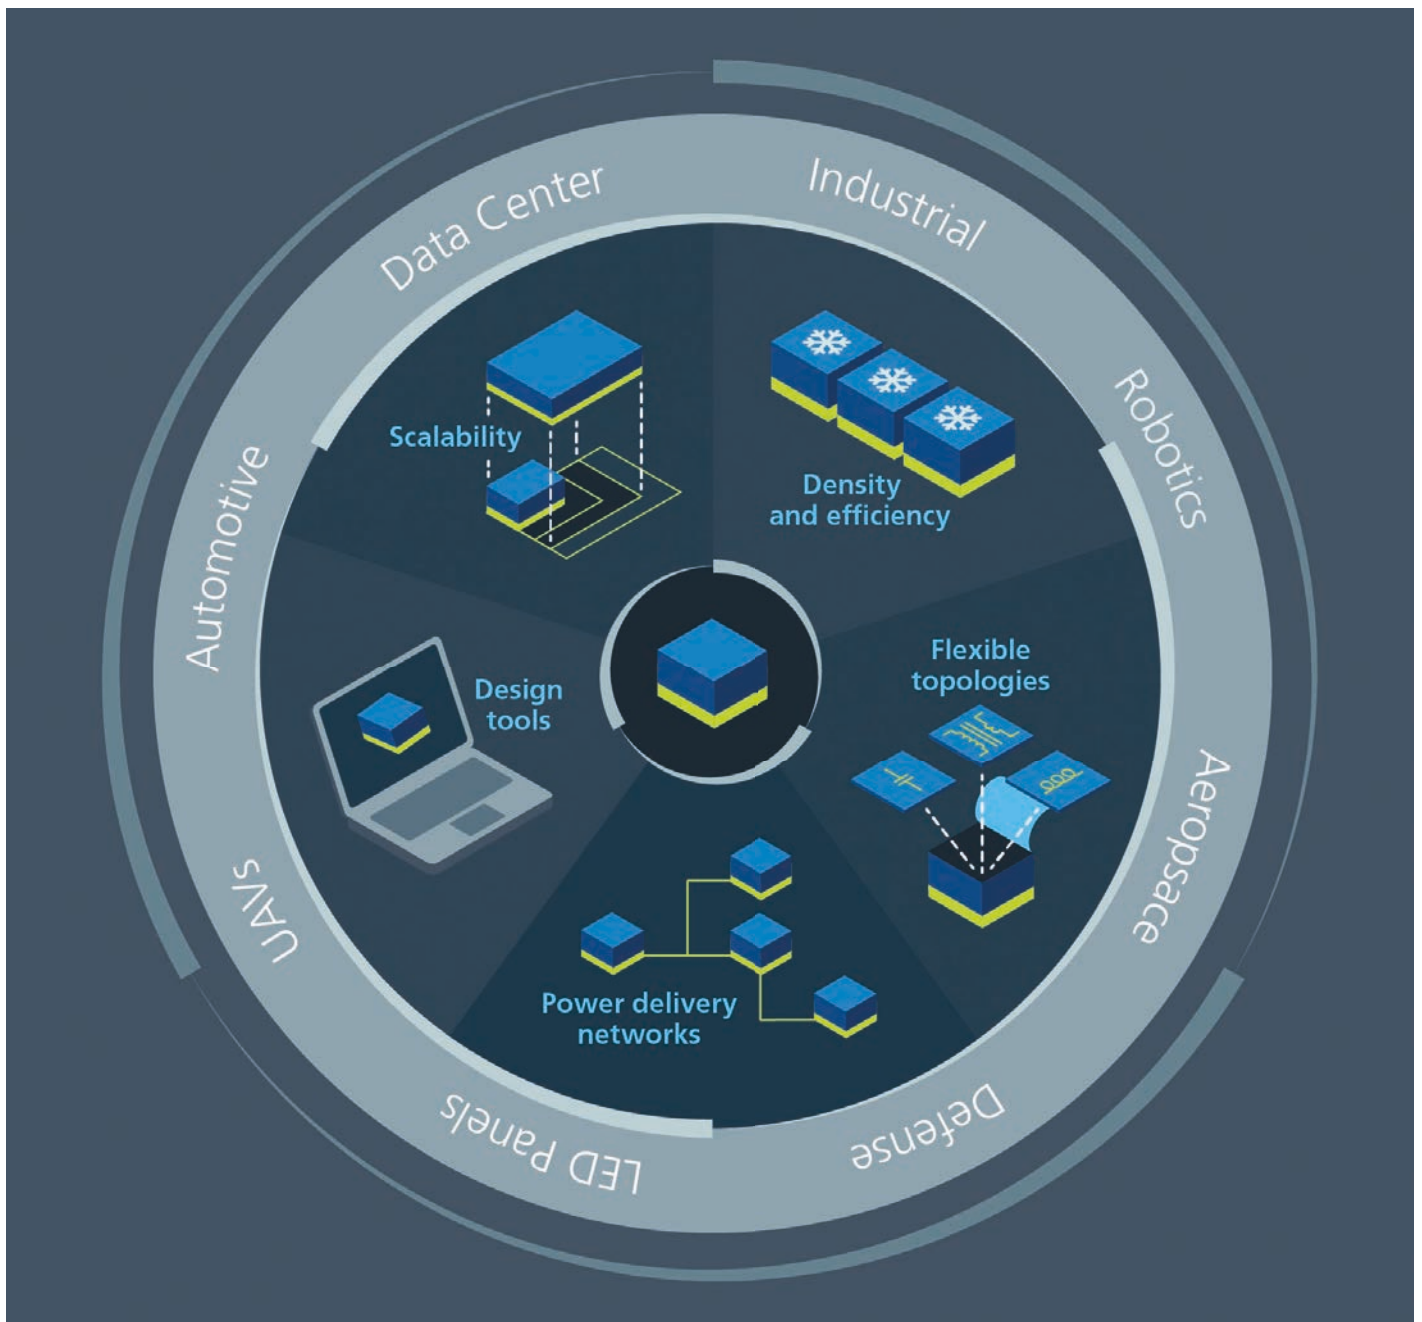 Data Center
Industrial
Robotics
Aeropsace
Defense
LED Panels
UAVs
Automotive
Scalability
Density
and efficiency
Flexible
topologies
Power delivery
networks
Design
tools